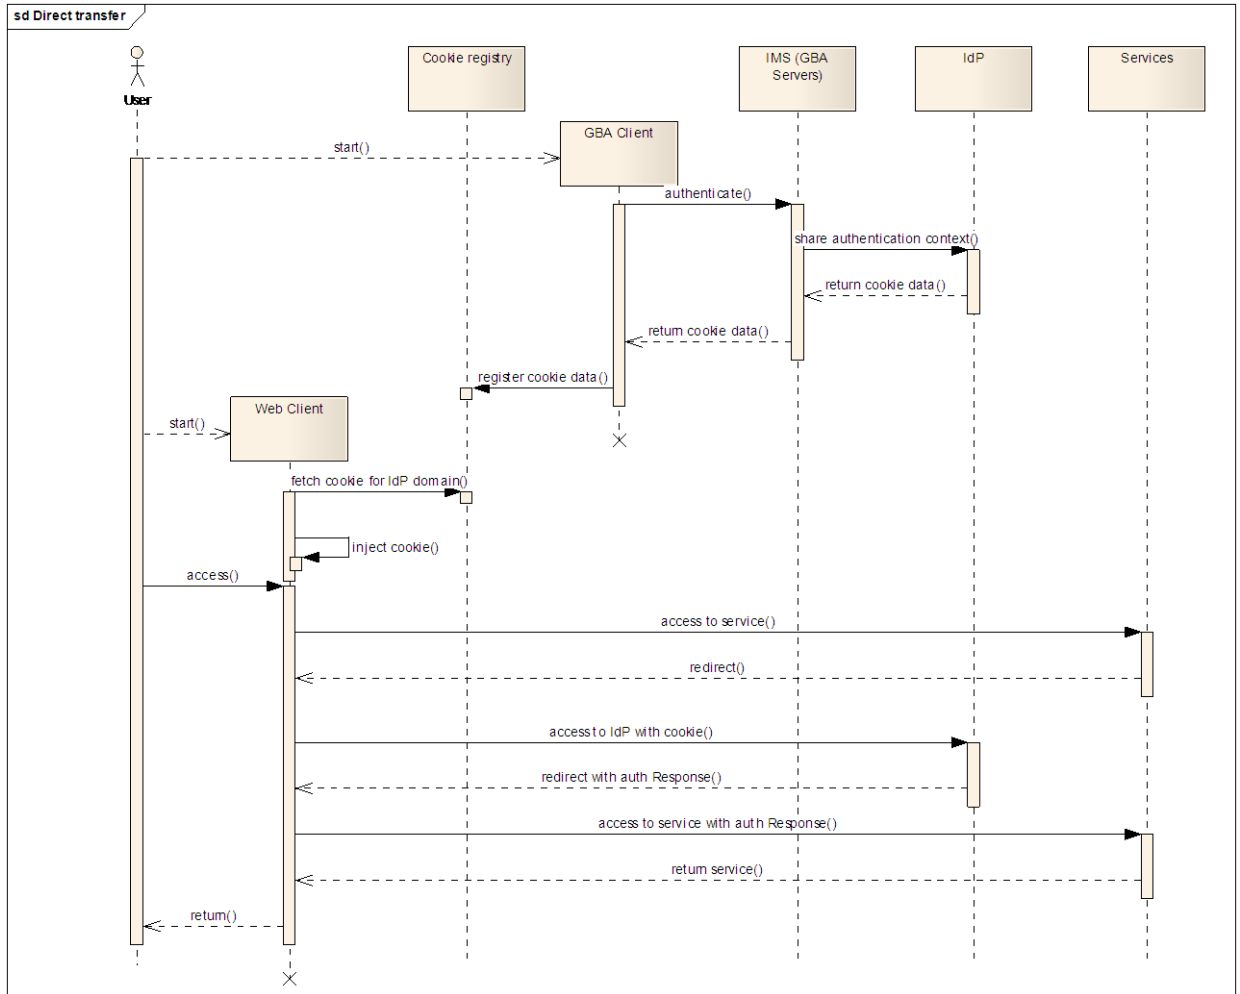 sd Direct transfer
User
Cookie registry
IMS (GBA
Servers)
IdP
Services
GBA Client
start()
authenticate()
share authentication context()
return cookie data()
return cookie data()
register cookie data()
Web Client
start()
fetch cookie for IdP domain()
inject cookie()
access()
access to service()
redirect()
access to IdP with cookie()
redirect with auth Response()
access to service with auth Response()
return service()
return()